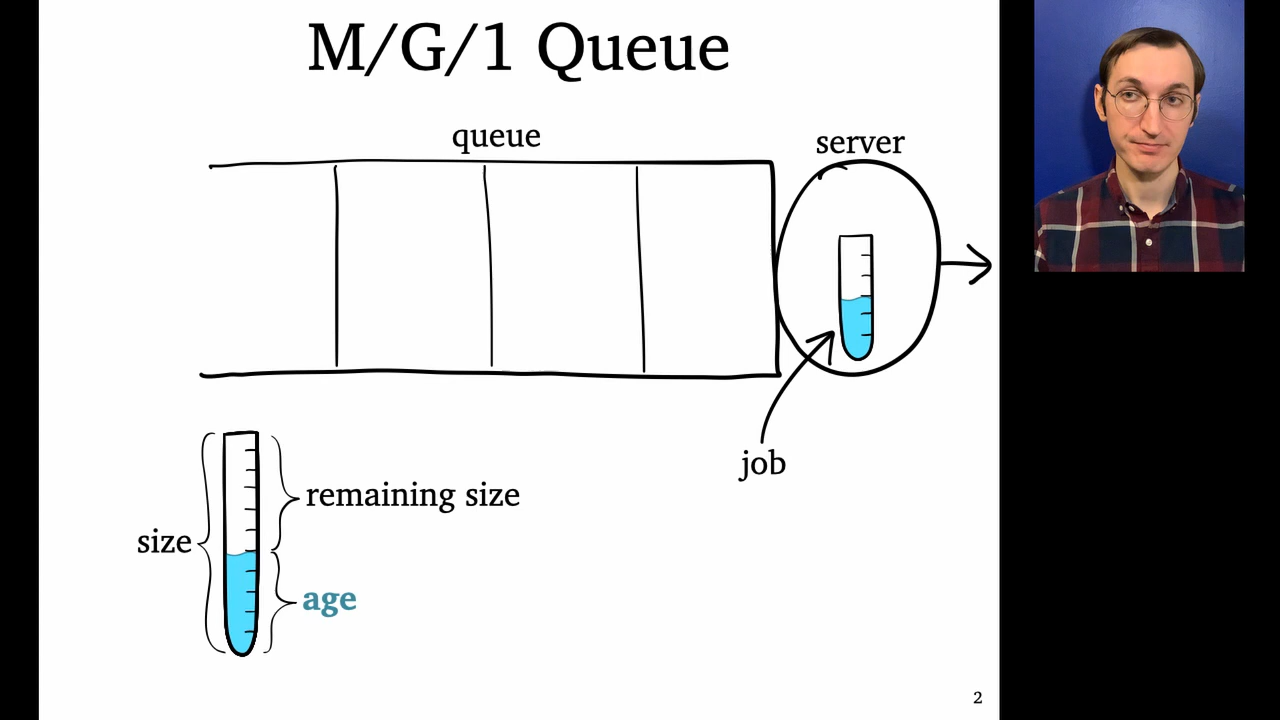 M/G/1 Queue
queue
server
job
remaining size
size
age
2